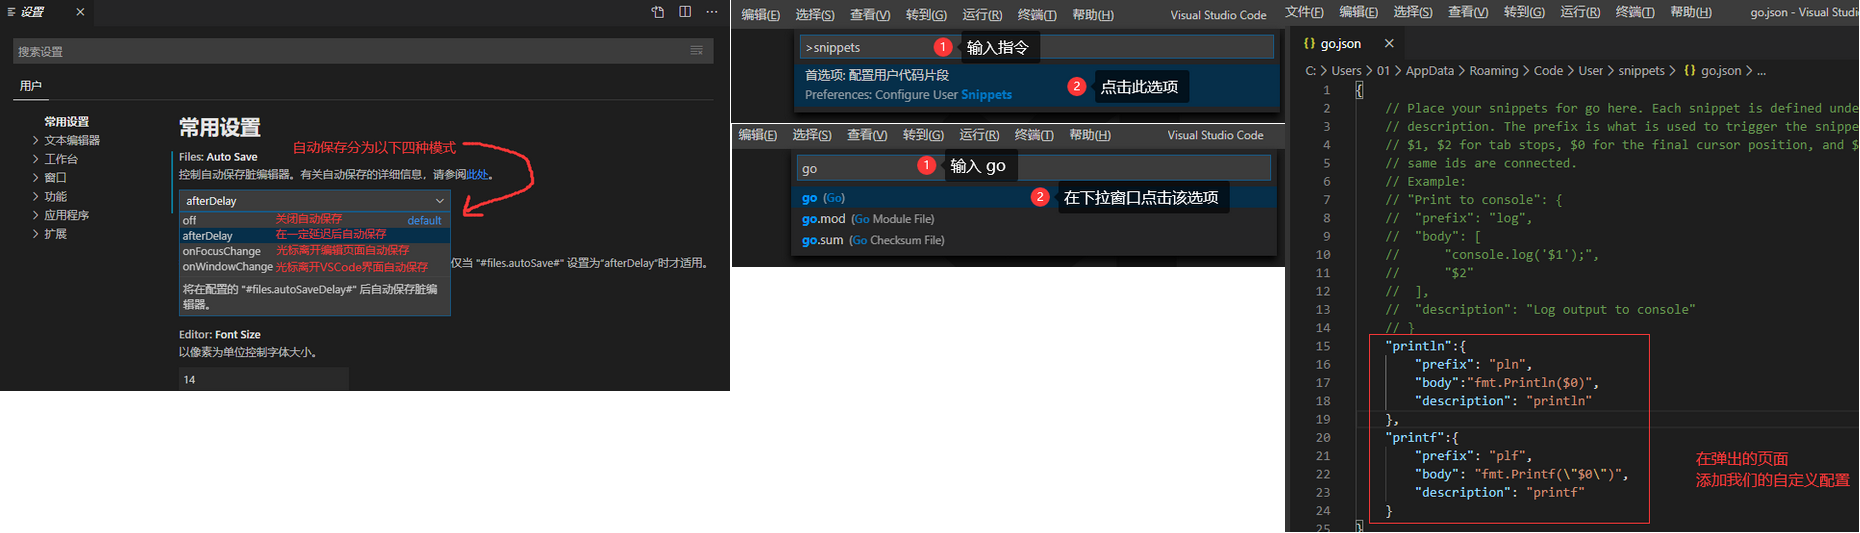 设置
搜索设置
用户
常用设置
文本编辑器
工作台
窗口
功能
应用程序
扩展
常用设置
Files: Auto Save
自动保存分为以下四种模式
控制自动保存脏编辑器。有关自动保存的详细信息，请参阅此处。
afterDelay
off 关闭自动保存 default
afterDelay 在一定延迟后自动保存
onFocusChange 光标离开编辑页面自动保存
onWindowChange 光标离开VSCode界面自动保存
仅当 "#files.autoSave#" 设置为"afterDelay"时才适用。
将在配置的 "#files.autoSaveDelay#" 后自动保存脏编
辑器。
Editor: Font Size
以像素为单位控制字体大小。
14
编辑(E) 选择(S) 查看(V) 转到(G) 运行(R) 终端(T) 帮助(H) Visual Studio Code
>snippets 1 输入指令
首选项: 配置用户代码片段
Preferences: Configure User Snippets
2 点击此选项
编辑(E) 选择(S) 查看(V) 转到(G) 运行(R) 终端(T) 帮助(H) Visual Studio Code
go 1 输入 go
go (Go) 2 在下拉窗口点击该选项
go.mod (Go Module File)
go.sum (Go Checksum File)
文件(F) 编辑(E) 选择(S) 查看(V) 转到(G) 运行(R) 终端(T) 帮助(H) go.json - Visual Studi
{} go.json
C: > Users > 01 > AppData > Roaming > Code > User > snippets > {} go.json > ...
1 {
2 // Place your snippets for go here. Each snippet is defined unde
3 // description. The prefix is what is used to trigger the snippe
4 // $1, $2 for tab stops, $0 for the final cursor position, and $
5 // same ids are connected.
6 // Example:
7 // "Print to console": {
8 // "prefix": "log",
9 // "body": [
10 // "console.log('$1');",
11 // "$2"
12 // ],
13 // "description": "Log output to console"
14 // }
15 "println":{
16 "prefix": "pln",
17 "body":"fmt.Println($0)",
18 "description": "println"
19 },
20 "printf":{
21 "prefix": "plf",
22 "body": "fmt.Printf(\"$0\")",
23 "description": "printf"
24 }
25 }
在弹出的页面
添加我们的自定义配置